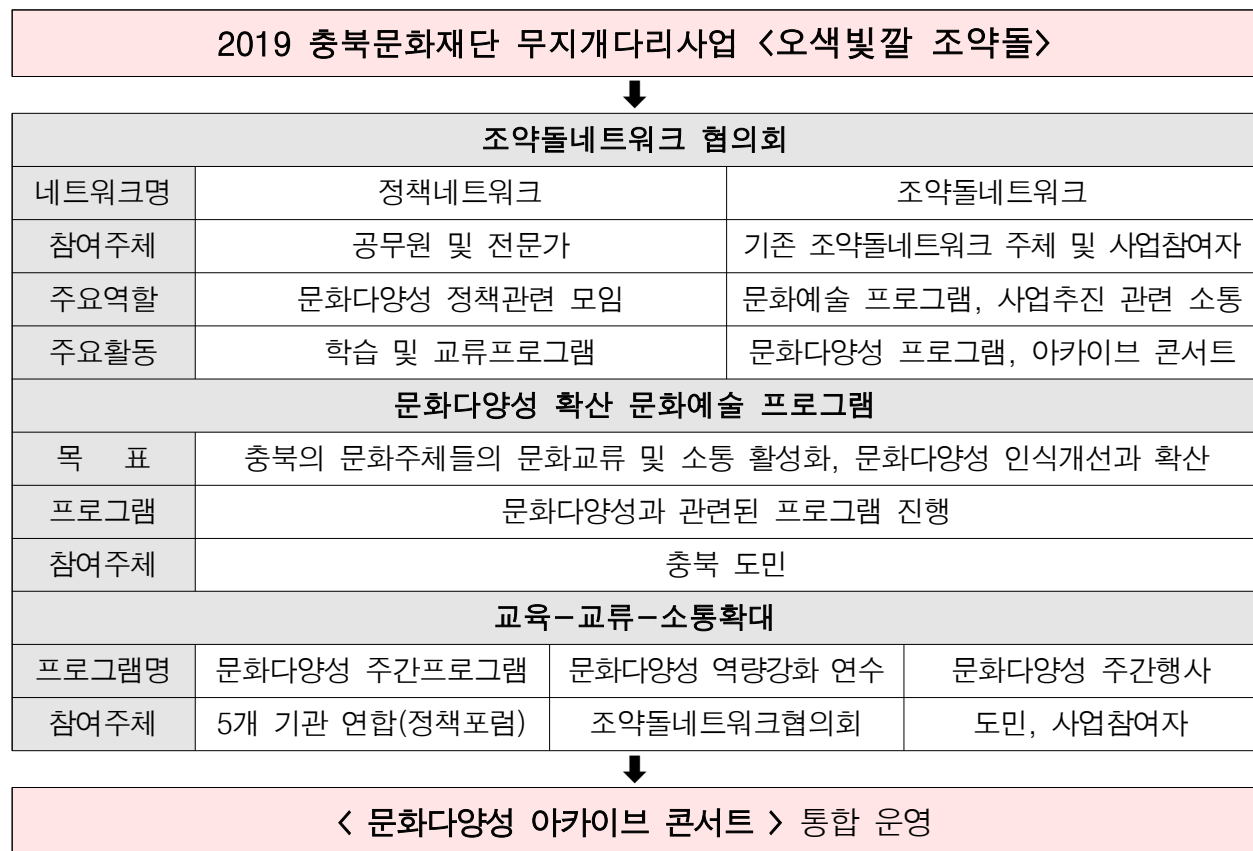 2019 충북문화재단 무지개다리사업 <오색빛깔 조약돌>
조약돌네트워크 협의회
네트워크명 정책네트워크 조약돌네트워크
참여주체 공무원 및 전문가 기존 조약돌네트워크 주체 및 사업참여자
주요역할 문화다양성 정책관련 모임 문화예술 프로그램, 사업추진 관련 소통
주요활동 학습 및 교류프로그램 문화다양성 프로그램, 아카이브 콘서트
문화다양성 확산 문화예술 프로그램
목 표 충북의 문화주체들의 문화교류 및 소통 활성화, 문화다양성 인식개선과 확산
프로그램 문화다양성과 관련된 프로그램 진행
참여주체 충북 도민
교육-교류-소통확대
프로그램명 문화다양성 주간프로그램 문화다양성 역량강화 연수 문화다양성 주간행사
참여주체 5개 기관 연합(정책포럼) 조약돌네트워크협의회 도민, 사업참여자
< 문화다양성 아카이브 콘서트 > 통합 운영